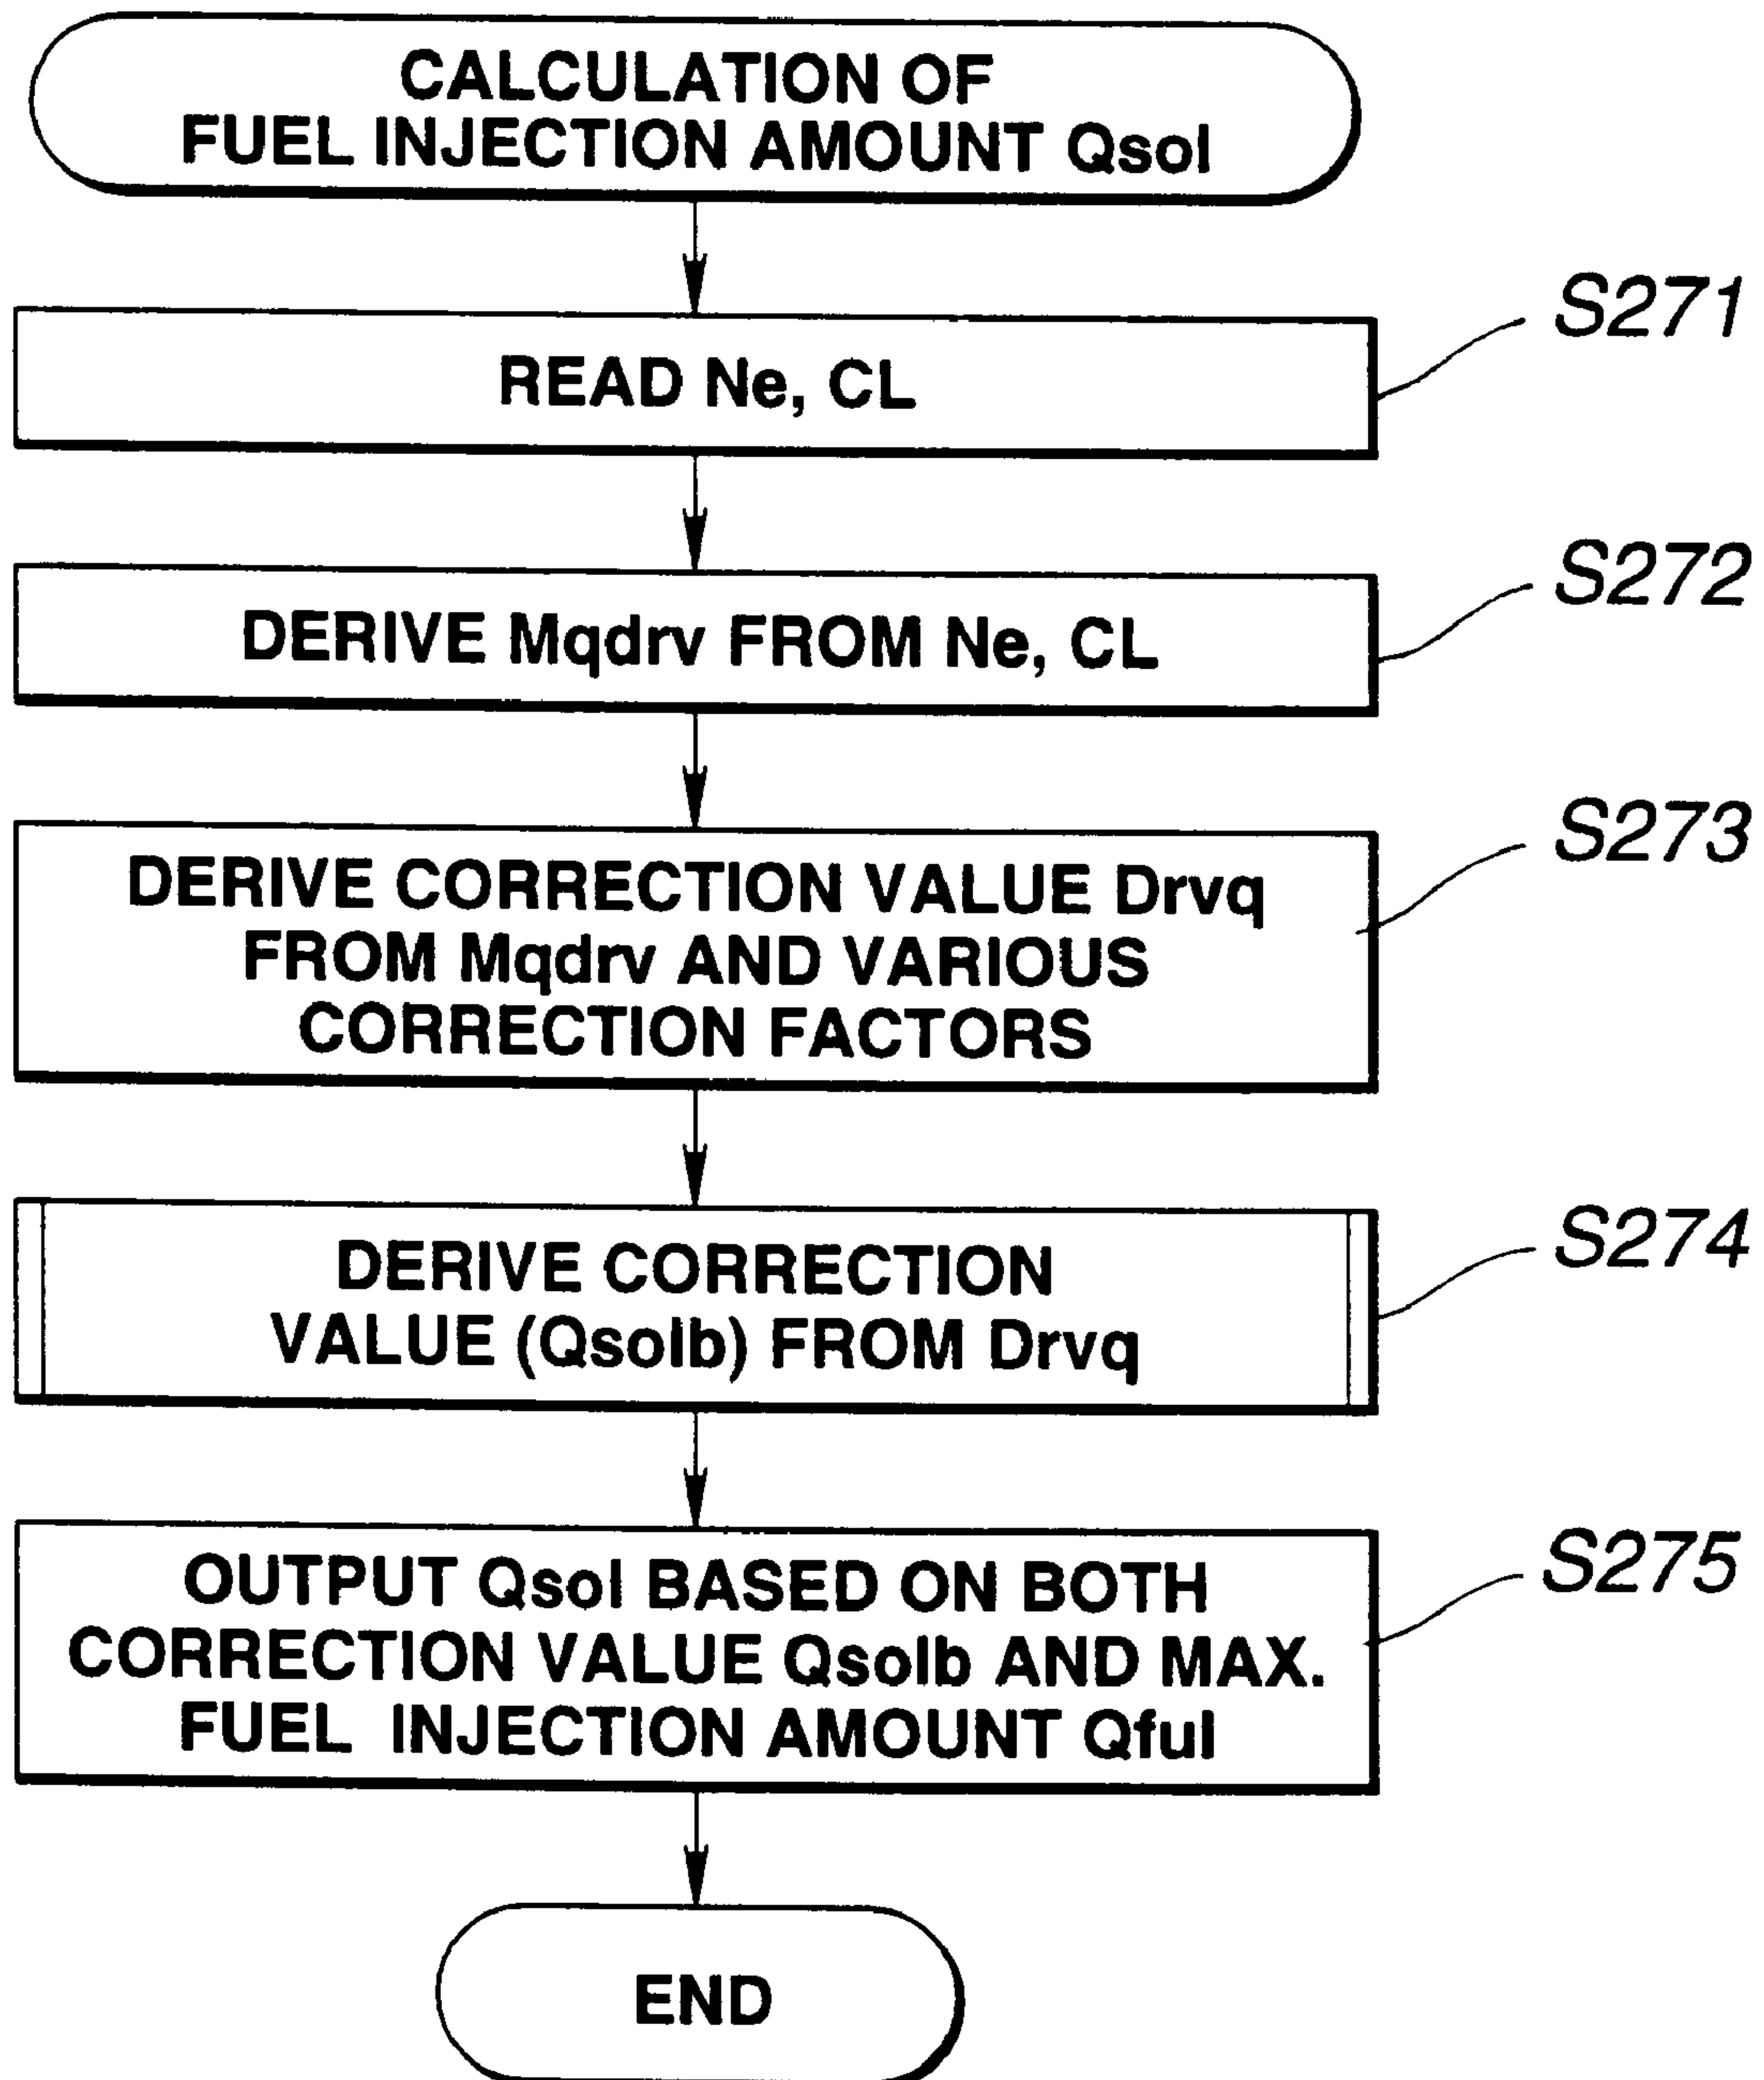 CALCULATION OF
FUEL INJECTION AMOUNT Qsol
S271
READ Ne, CL
S272
DERIVE Mqdrv FROM Ne, CL
S273
DERIVE CORRECTION VALUE Drvq
FROM Mqdrv AND VARIOUS
CORRECTION FACTORS
S274
DERIVE CORRECTION
VALUE (Qsolb) FROM Drvq
S275
OUTPUT Qsol BASED ON BOTH
CORRECTION VALUE Qsolb AND MAX.
FUEL INJECTION AMOUNT Qful
END